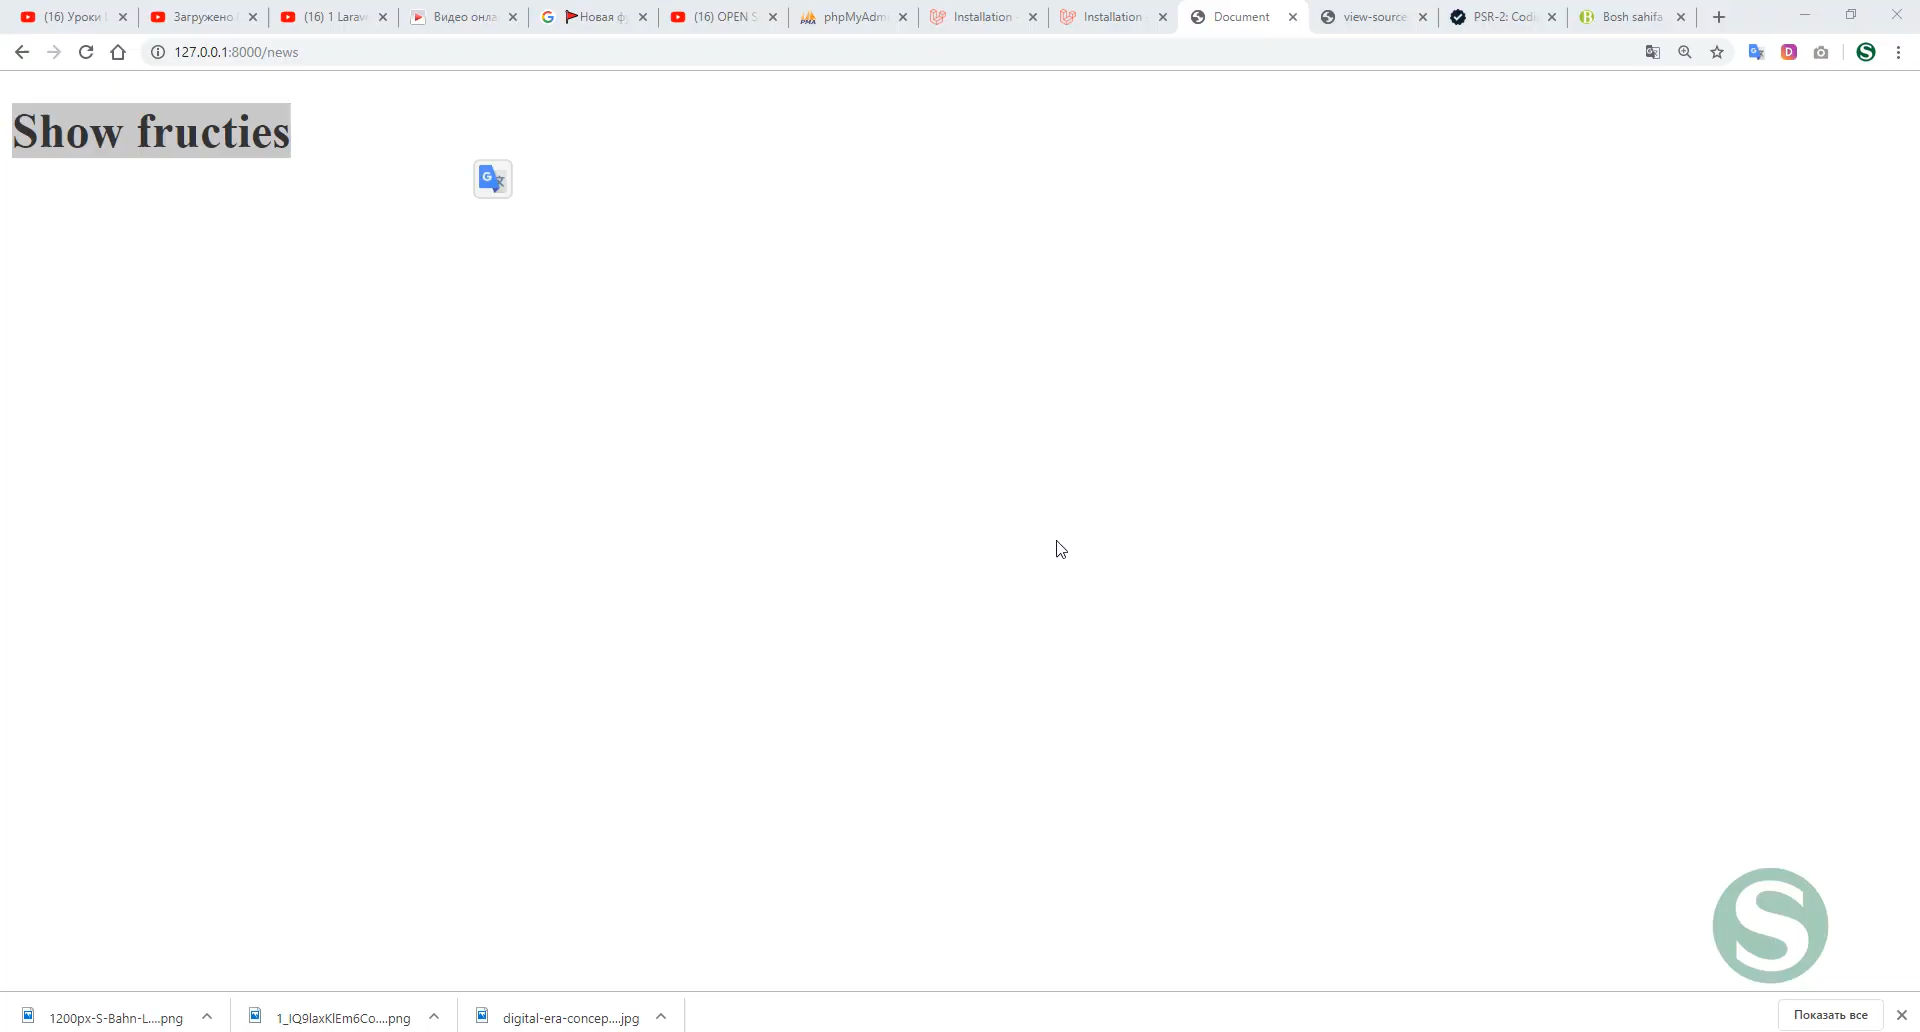 (16) Уроки
Загружено
(16) 1 Larav
Видео онла
Новая ф
(16) OPEN S
phpMyAdm
Installation -
Installation
Document
view-source
PSR-2: Codi
Bosh sahifa
127.0.0.1:8000/news
Show fructies
1200px-S-Bahn-L....png
1_IQ9laxKlEm6Co....png
digital-era-concep....jpg
Показать все